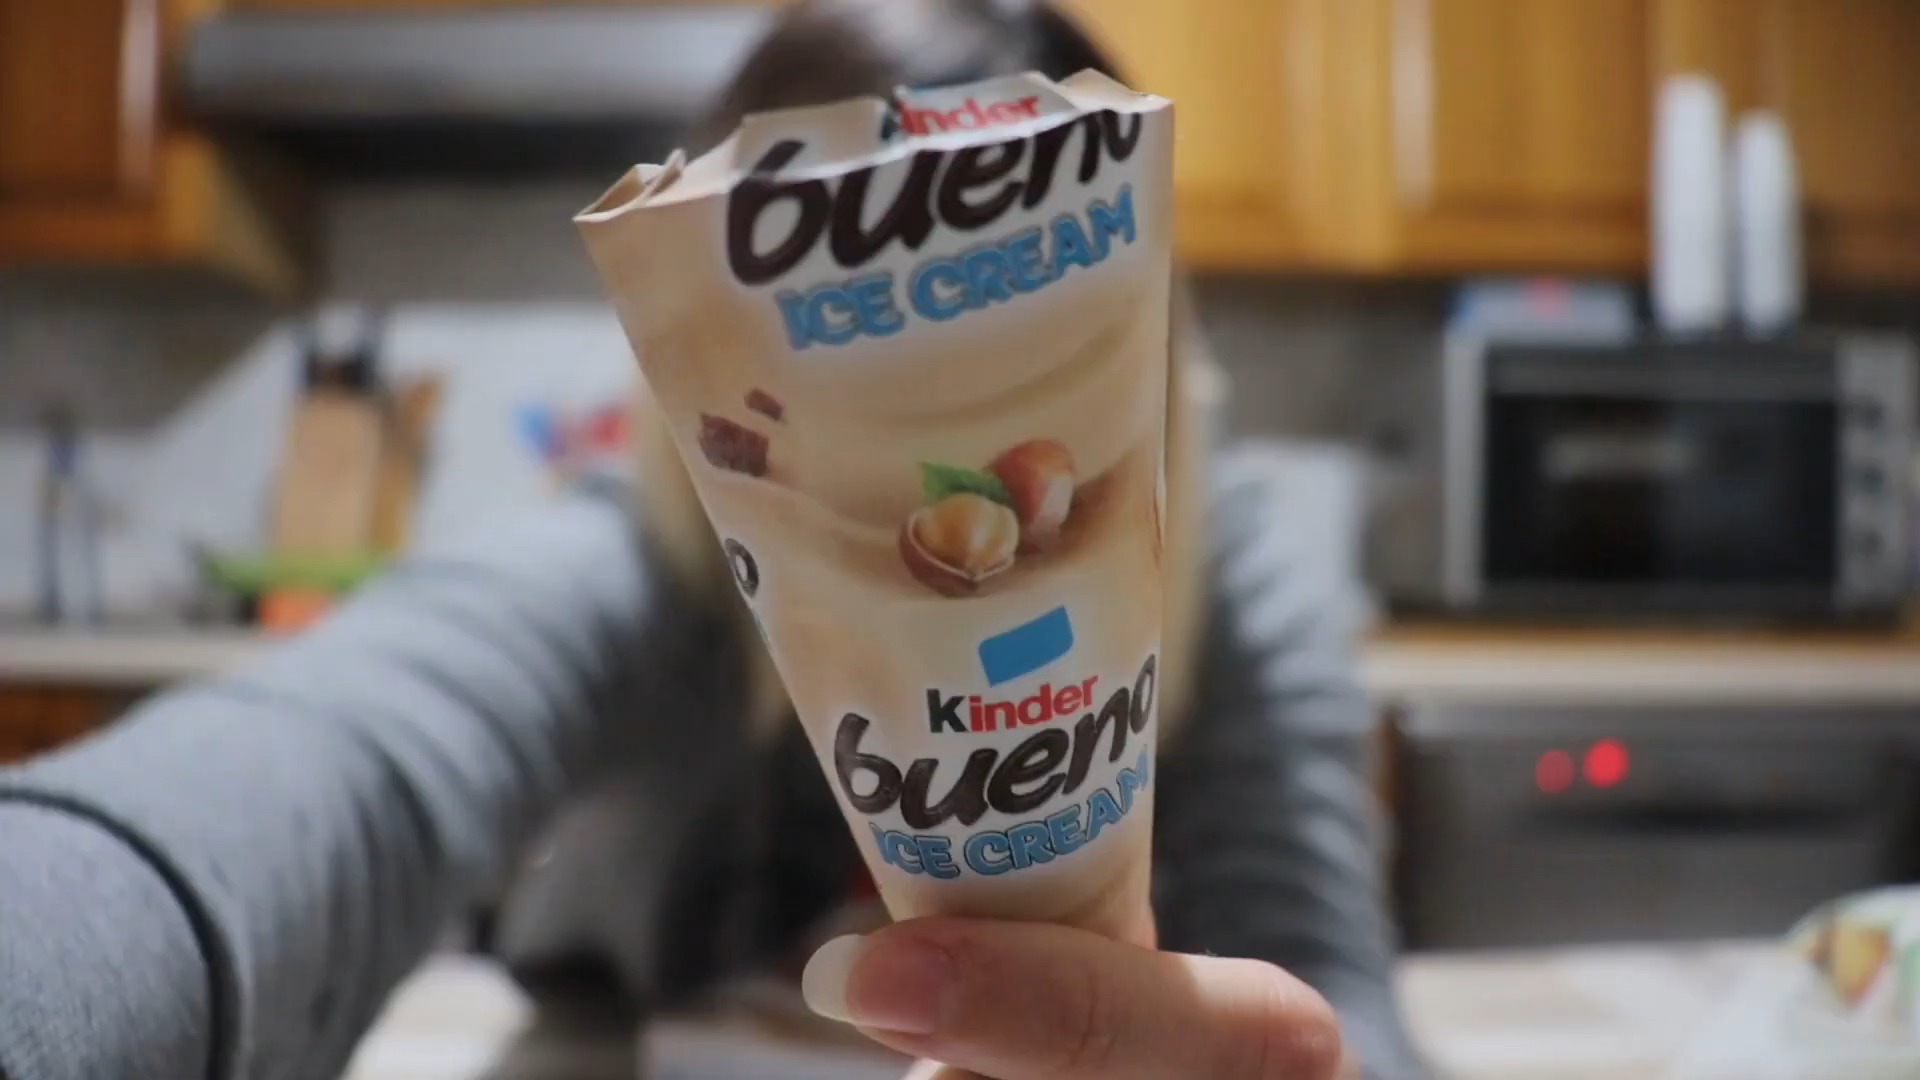 kinder
bueno
ICE CREAM
kinder
bueno
ICE CREAM